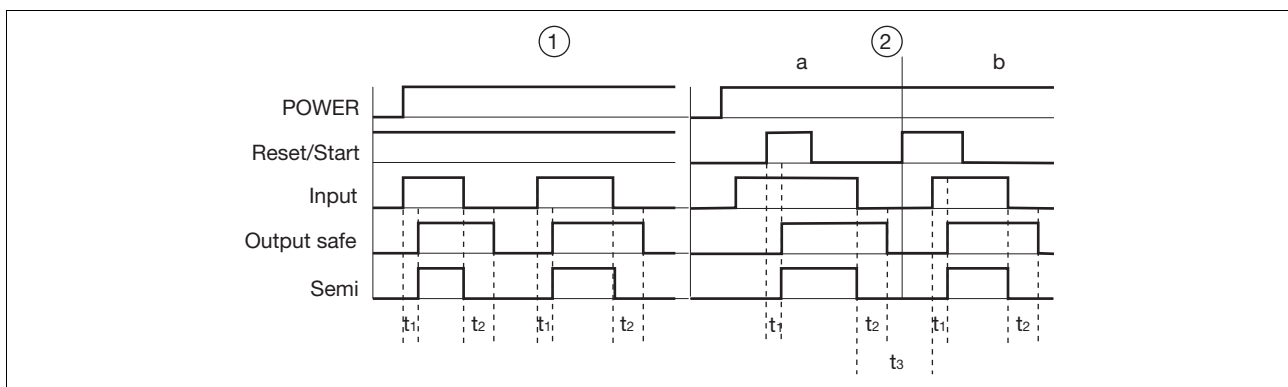 ① ②
a b
POWER
Reset/Start
Input
Output safe
Semi
t1 t2 t1 t2 t1 t2 t1 t2
t3